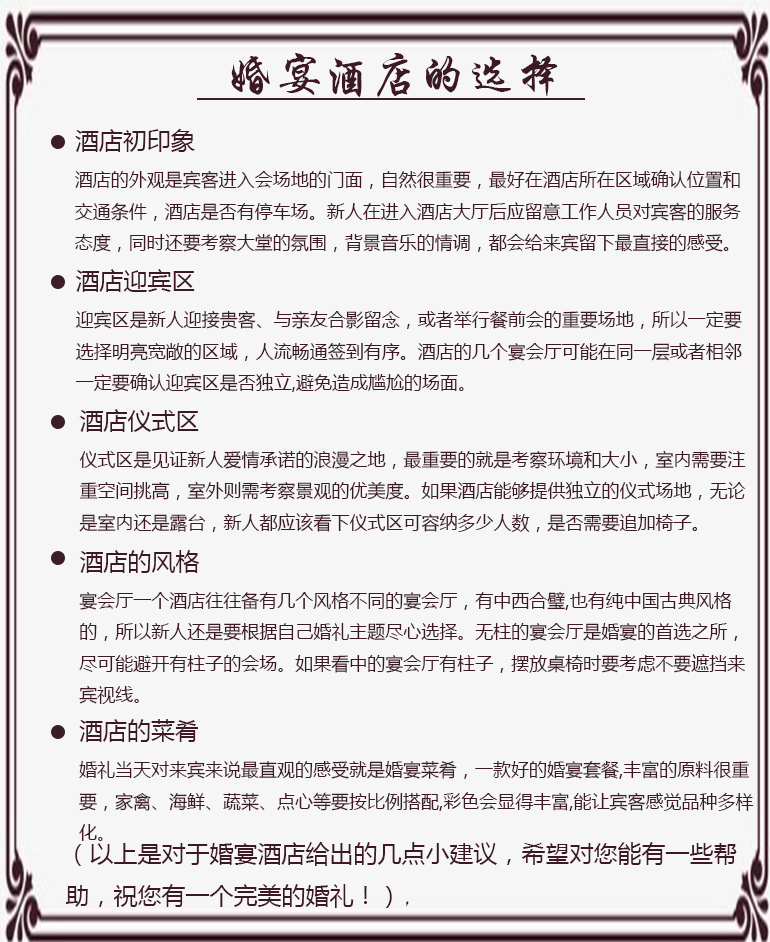 婚宴酒店的选择
● 酒店初印象
酒店的外观是宾客进入会场地的门面，自然很重要，最好在酒店所在区域确认位置和
交通条件，酒店是否有停车场。新人在进入酒店大厅后应留意工作人员对宾客的服务
态度，同时还要考察大堂的氛围，背景音乐的情调，都会给来宾留下最直接的感受。
● 酒店迎宾区
迎宾区是新人迎接贵客、与亲友合影留念，或者举行餐前会的重要场地，所以一定要
选择明亮宽敞的区域，人流畅通签到有序。酒店的几个宴会厅可能在同一层或者相邻
一定要确认迎宾区是否独立,避免造成尴尬的场面。
● 酒店仪式区
仪式区是见证新人爱情承诺的浪漫之地，最重要的就是考察环境和大小，室内需要注
重空间挑高，室外则需考察景观的优美度。如果酒店能够提供独立的仪式场地，无论
是室内还是露台，新人都应该看下仪式区可容纳多少人数，是否需要追加椅子。
● 酒店的风格
宴会厅一个酒店往往备有几个风格不同的宴会厅，有中西合璧,也有纯中国古典风格
的，所以新人还是要根据自己婚礼主题尽心选择。无柱的宴会厅是婚宴的首选之所，
尽可能避开有柱子的会场。如果看中的宴会厅有柱子，摆放桌椅时要考虑不要遮挡来
宾视线。
● 酒店的菜肴
婚礼当天对来宾来说最直观的感受就是婚宴菜肴，一款好的婚宴套餐,丰富的原料很重
要，家禽、海鲜、蔬菜、点心等要按比例搭配,彩色会显得丰富,能让宾客感觉品种多样
化。
（以上是对于婚宴酒店给出的几点小建议，希望对您能有一些帮
助，祝您有一个完美的婚礼！），